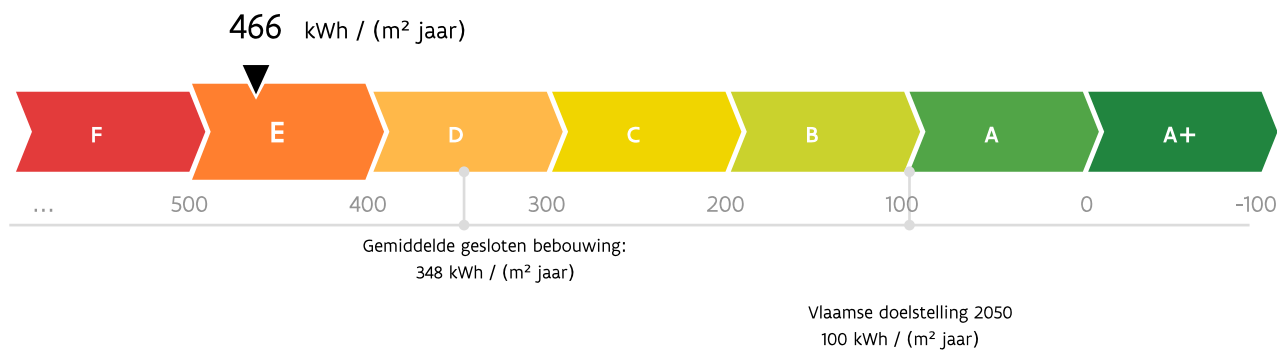 466 kWh / (m² jaar)
F E D C B A A+
... 500 400 300 200 100 0 -100
Gemiddelde gesloten bebouwing:
348 kWh / (m² jaar)
Vlaamse doelstelling 2050
100 kWh / (m² jaar)